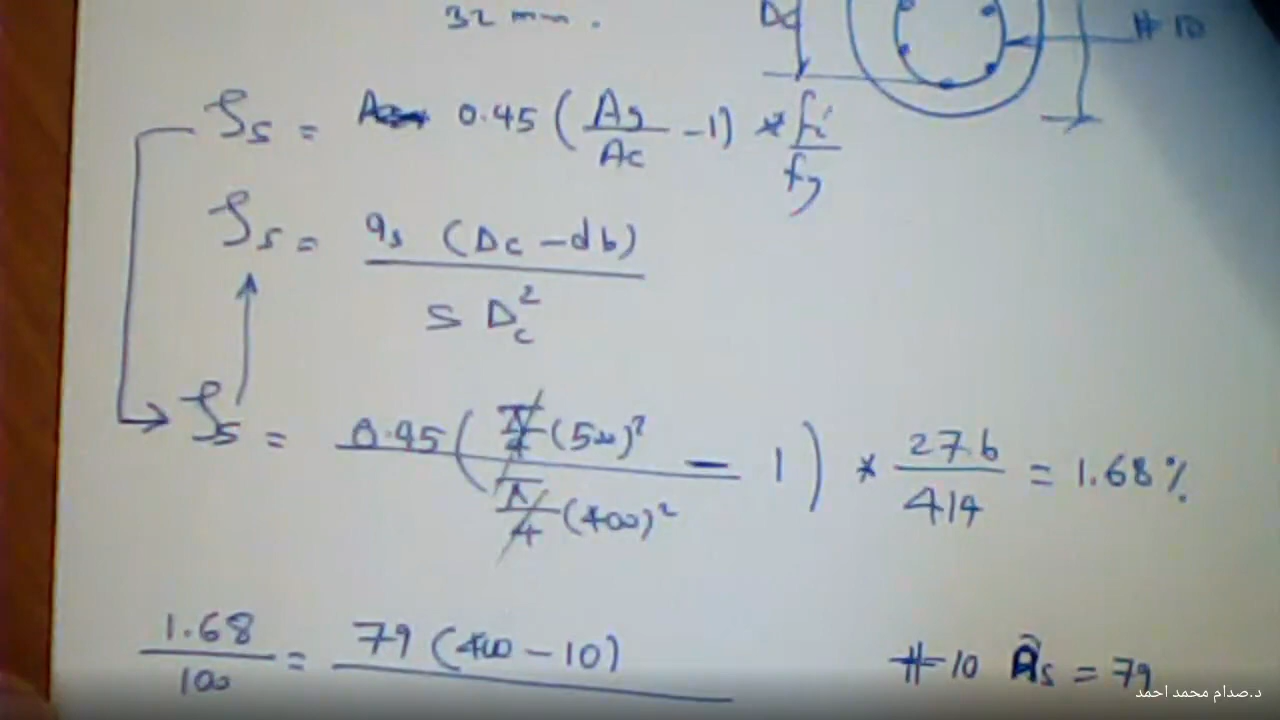 32 mm.
Dc
# 10
ρs = 0.45 (Ag/Ac - 1) * fc'/fy
ρs = as (Dc - db) / S Dc²
ρs = 0.45 (π/4 (500)² / π/4 (400)² - 1) * 27.6/414 = 1.68 %
1.68/100 = 79 (400 - 10)
# 10 As = 79
د.صدام محمد احمد